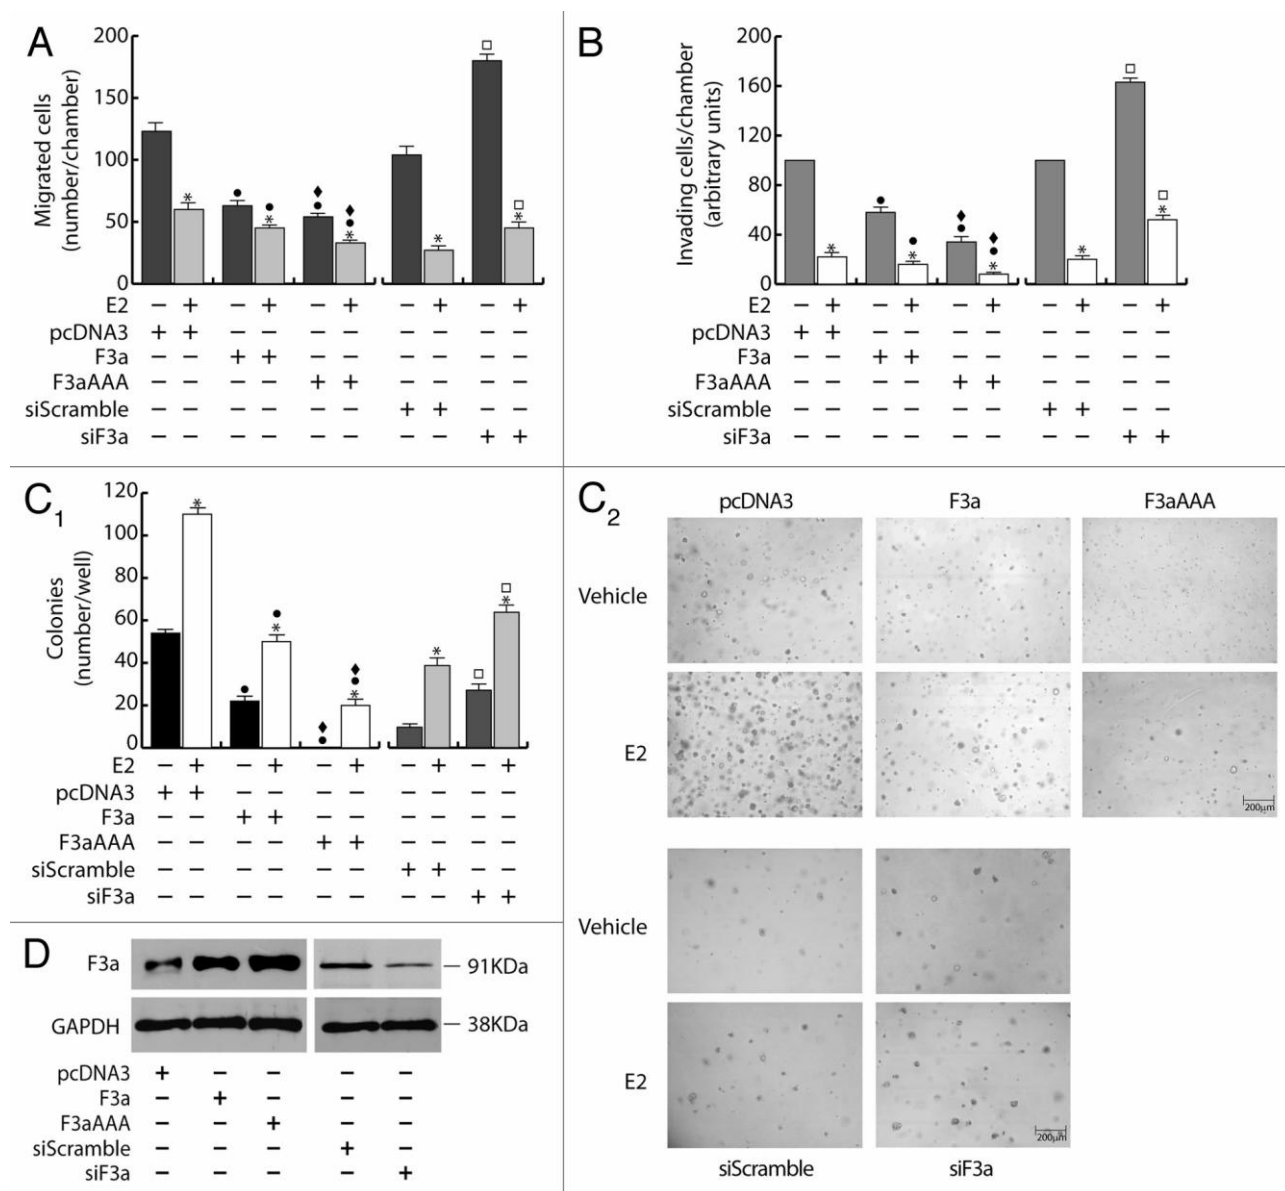 A
200
150
100
50
0
Migrated cells
(number/chamber)
* * * * *
E2 – + – + – + – + – +
pcDNA3 + + – – – – – – – –
F3a – – + + – – – – – –
F3aAAA – – – – + + – – – –
siScramble – – – – – – + + – –
siF3a – – – – – – – – + +
B
200
160
120
80
40
0
Invading cells/chamber
(arbitrary units)
* * * * *
E2 – + – + – + – + – +
pcDNA3 + + – – – – – – – –
F3a – – + + – – – – – –
F3aAAA – – – – + + – – – –
siScramble – – – – – – + + – –
siF3a – – – – – – – – + +
C1
120
100
80
60
40
20
0
Colonies
(number/well)
* * * * *
E2 – + – + – + – + – +
pcDNA3 + + – – – – – – – –
F3a – – + + – – – – – –
F3aAAA – – – – + + – – – –
siScramble – – – – – – + + – –
siF3a – – – – – – – – + +
C2
pcDNA3 F3a F3aAAA
Vehicle
E2
200μm
Vehicle
E2
200μm
siScramble siF3a
D
F3a — 91KDa
GAPDH — 38KDa
pcDNA3 + – – – –
F3a – + – – –
F3aAAA – – + – –
siScramble – – – + –
siF3a – – – – +